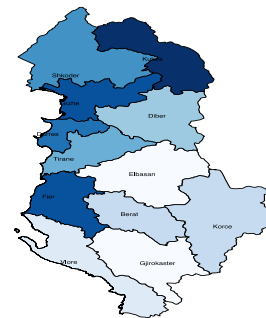 Kukes
Shkoder
Lezhe
Diber
Durres
Tirane
Elbasan
Fier
Berat
Korce
Vlore
Gjirokaster